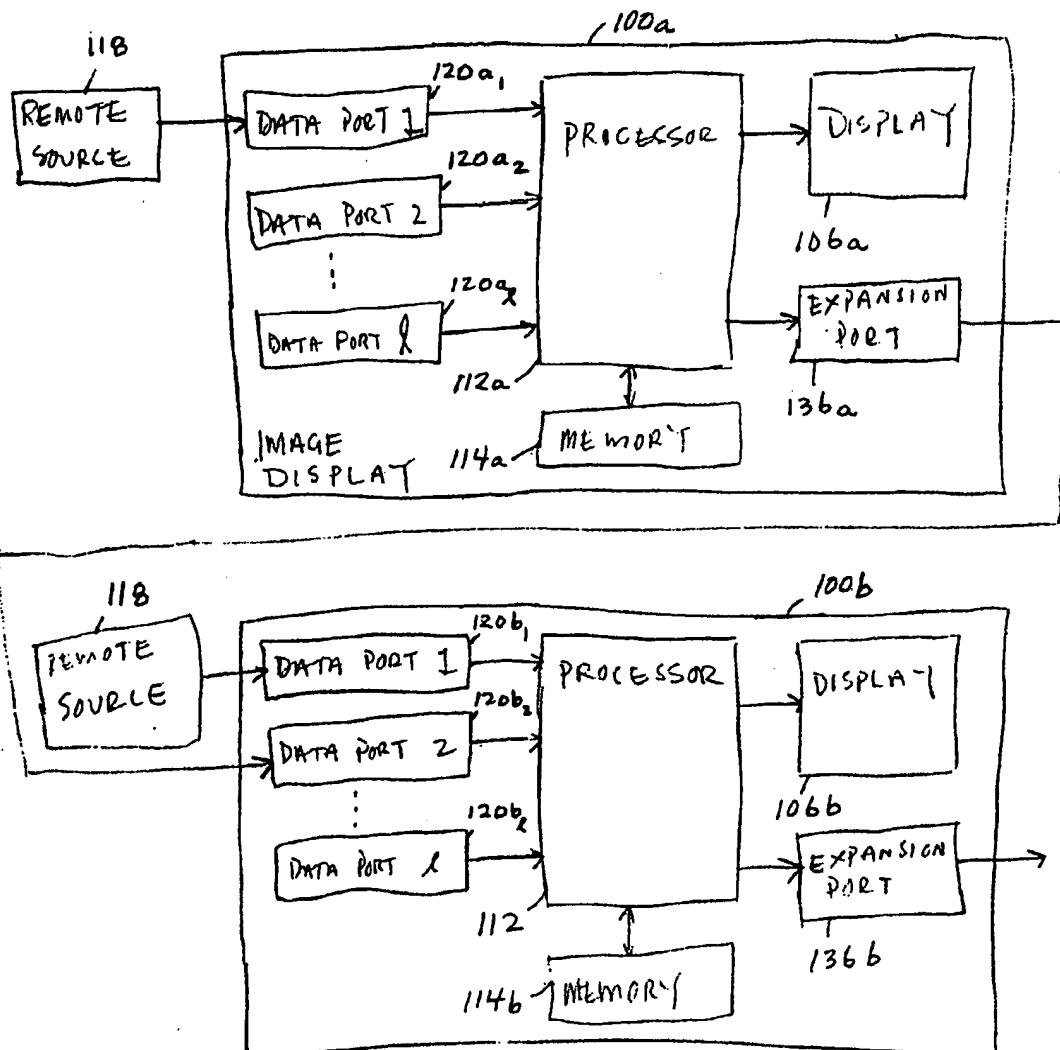 118
100a
REMOTE
SOURCE
DATA PORT 1
120a1
PROCESSOR
DISPLAY
DATA PORT 2
120a2
106a
DATA PORT l
120al
EXPANSION
PORT
112a
136a
114a
MEMORY
IMAGE
DISPLAY
118
100b
REMOTE
SOURCE
DATA PORT 1
120b1
PROCESSOR
DISPLAY
DATA PORT 2
120b2
106b
DATA PORT l
120bl
EXPANSION
PORT
112
136b
114b
MEMORY